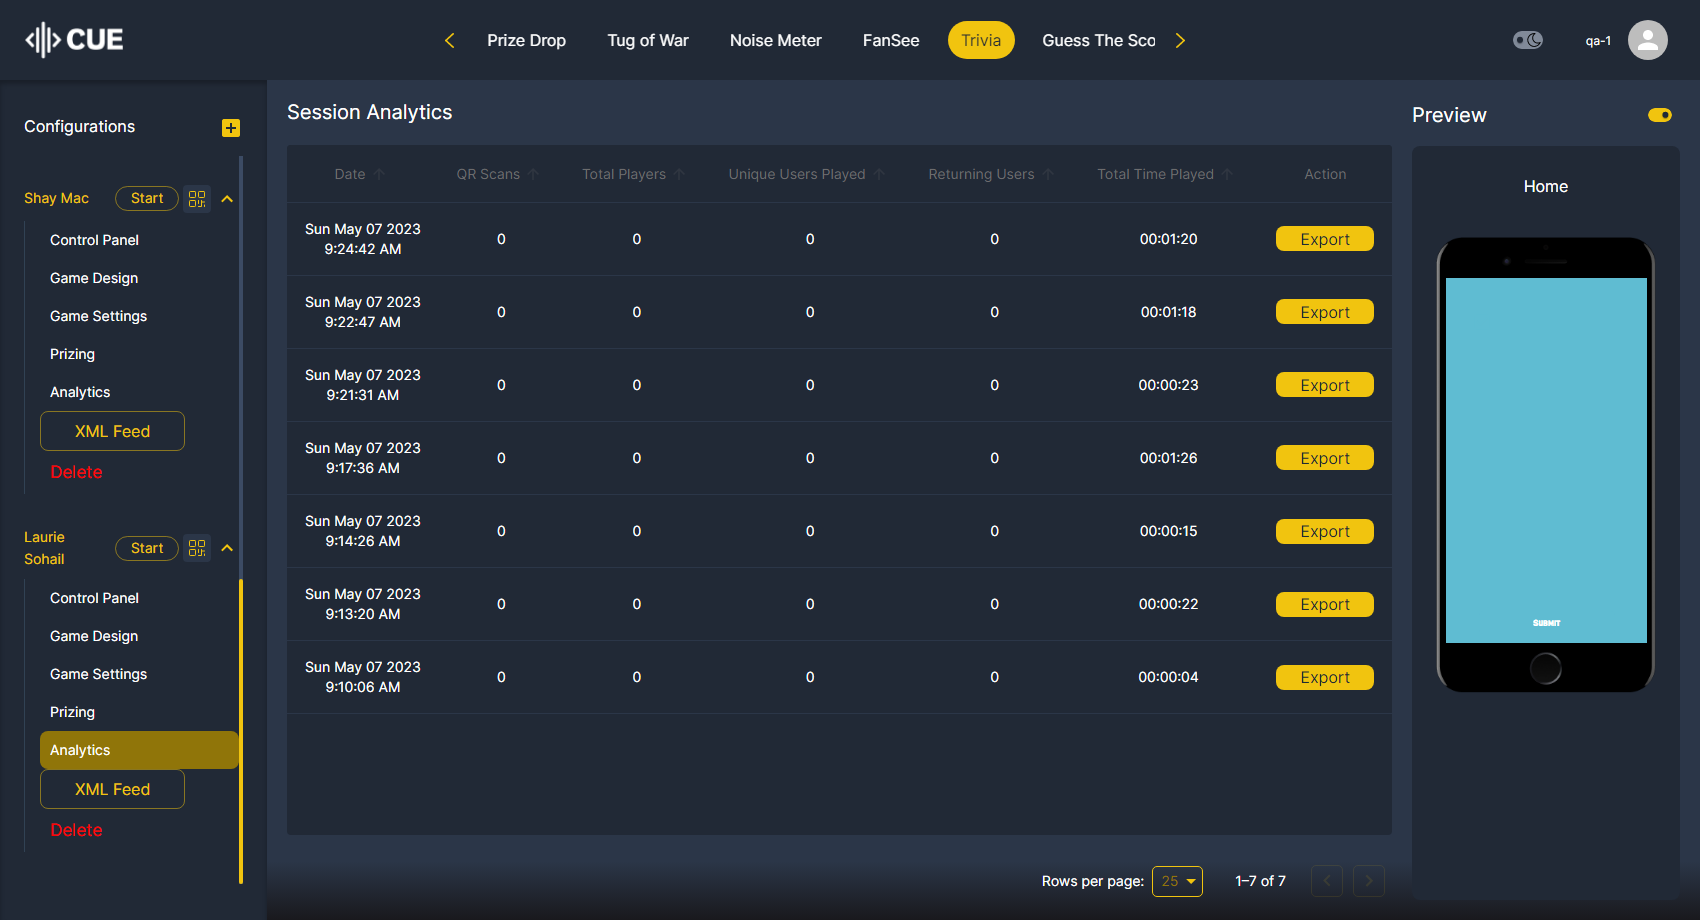 CUE
Prize Drop
Tug of War
Noise Meter
FanSee
Trivia
Guess The Sco
qa-1
Configurations
Shay Mac
Start
Control Panel
Game Design
Game Settings
Prizing
Analytics
XML Feed
Delete
Laurie
Sohail
Start
Control Panel
Game Design
Game Settings
Prizing
Analytics
XML Feed
Delete
Session Analytics
Date QR Scans Total Players Unique Users Played Returning Users Total Time Played Action
Sun May 07 2023
9:24:42 AM 0 0 0 0 00:01:20 Export
Sun May 07 2023
9:22:47 AM 0 0 0 0 00:01:18 Export
Sun May 07 2023
9:21:31 AM 0 0 0 0 00:00:23 Export
Sun May 07 2023
9:17:36 AM 0 0 0 0 00:01:26 Export
Sun May 07 2023
9:14:26 AM 0 0 0 0 00:00:15 Export
Sun May 07 2023
9:13:20 AM 0 0 0 0 00:00:22 Export
Sun May 07 2023
9:10:06 AM 0 0 0 0 00:00:04 Export
Rows per page: 25 1–7 of 7
Preview
Home
SUBMIT